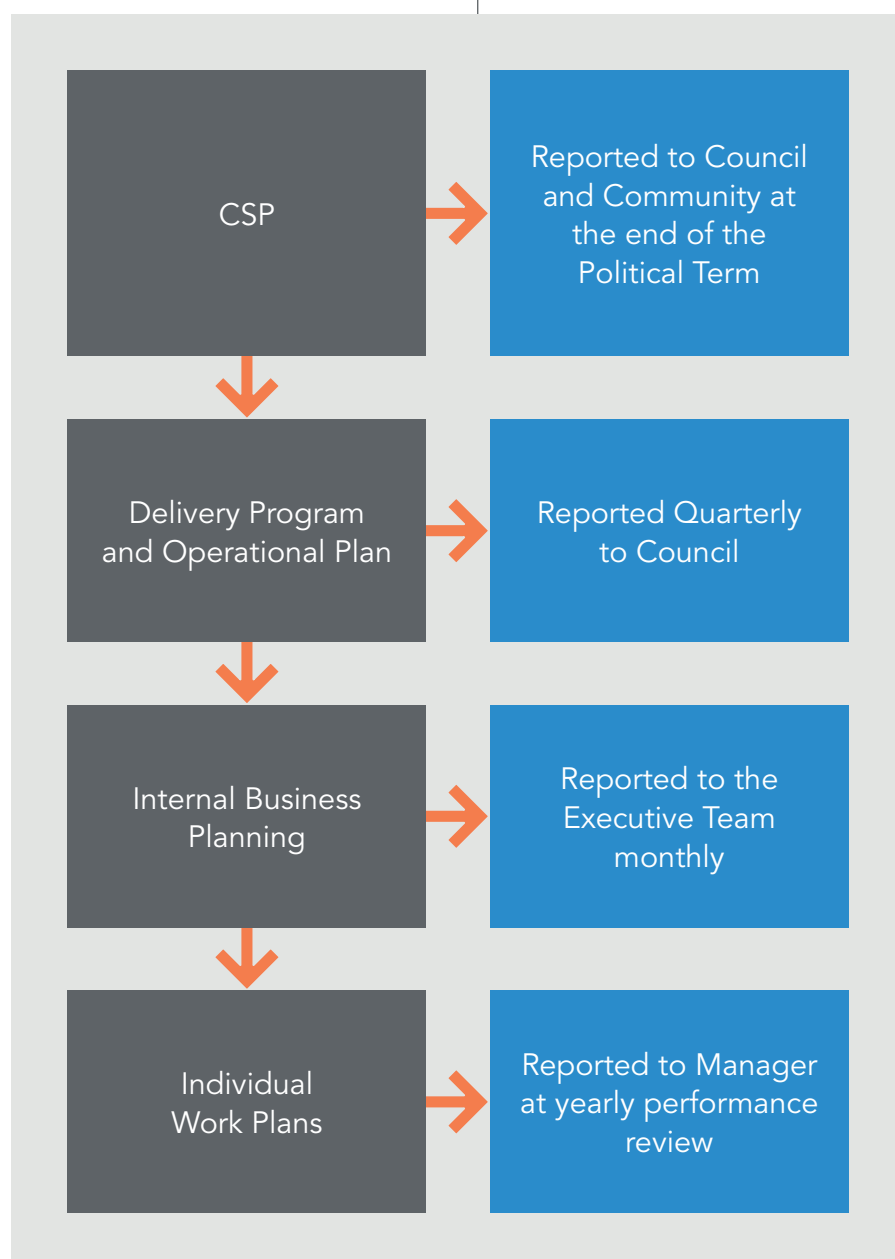 CSP
Reported to Council
and Community at
the end of the
Political Term
Delivery Program
and Operational Plan
Reported Quarterly
to Council
Internal Business
Planning
Reported to the
Executive Team
monthly
Individual
Work Plans
Reported to Manager
at yearly performance
review